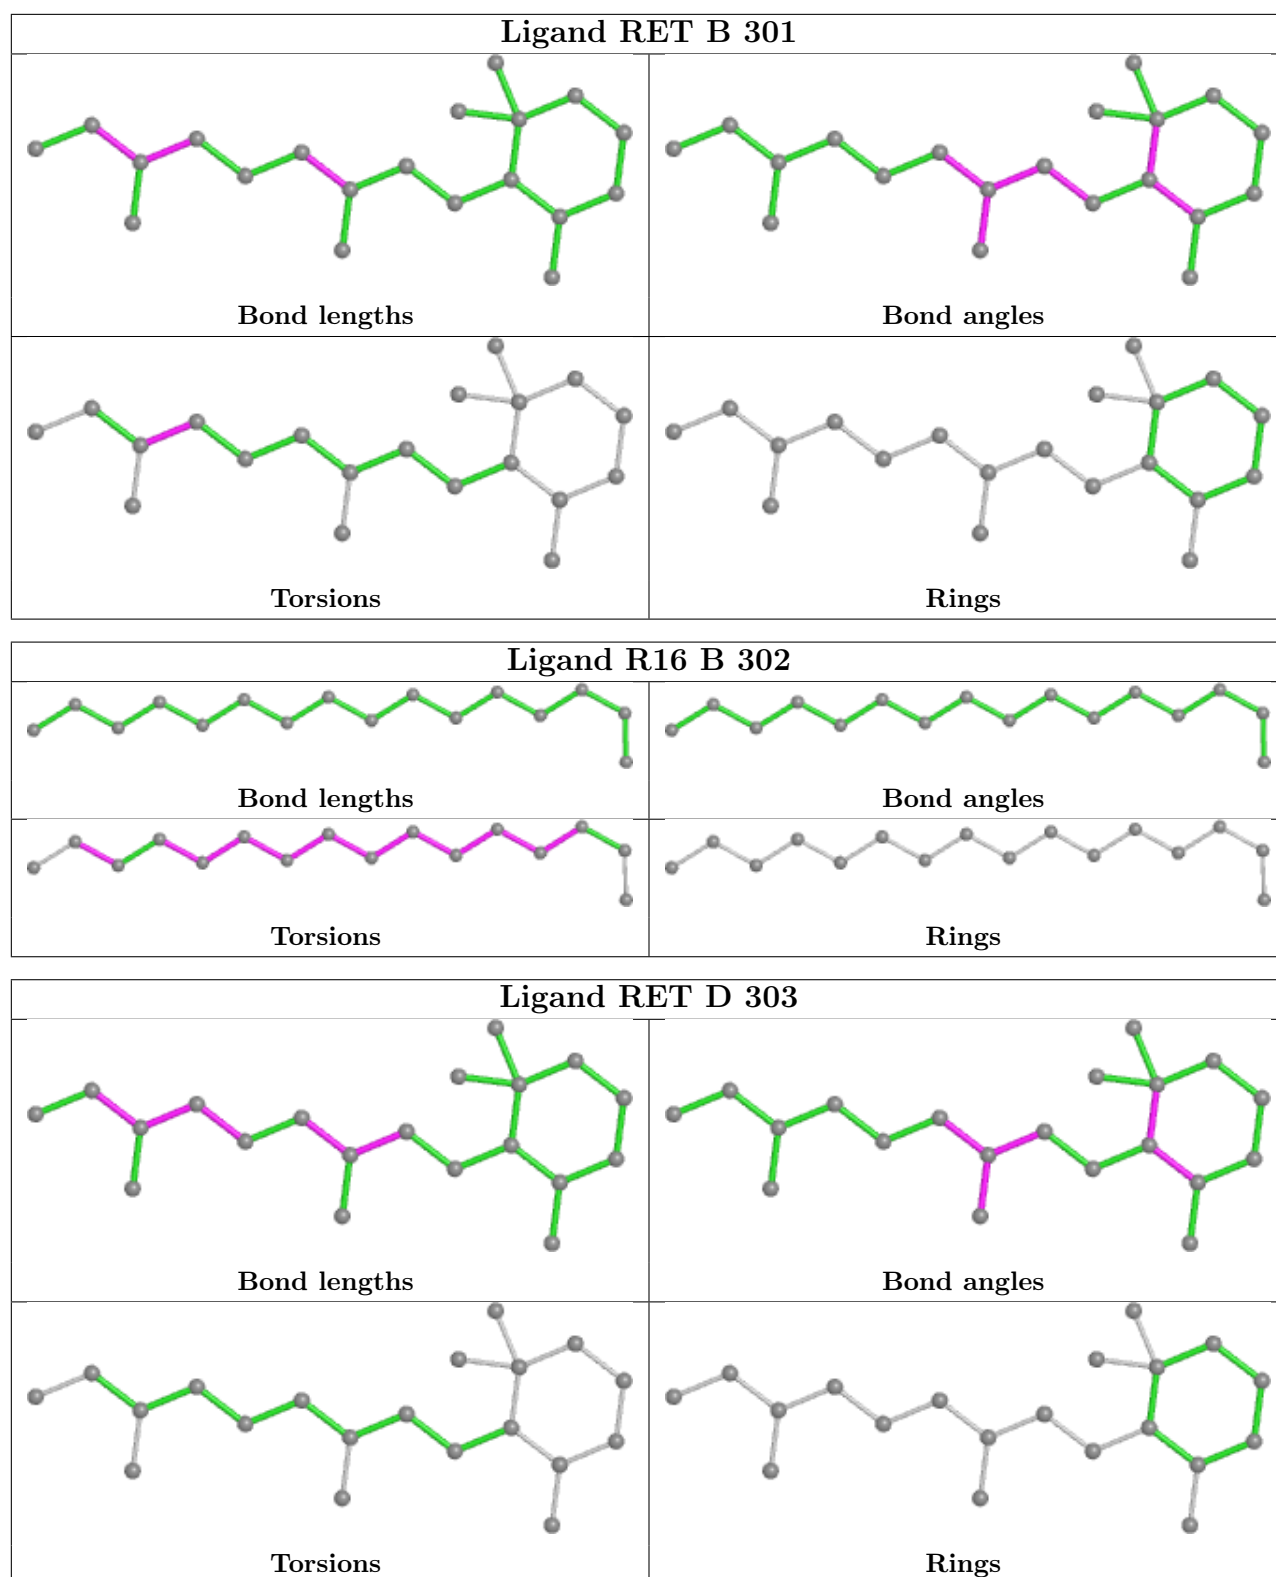 Ligand RET B 301
Bond lengths
Bond angles
Torsions
Rings
Ligand R16 B 302
Bond lengths
Bond angles
Torsions
Rings
Ligand RET D 303
Bond lengths
Bond angles
Torsions
Rings